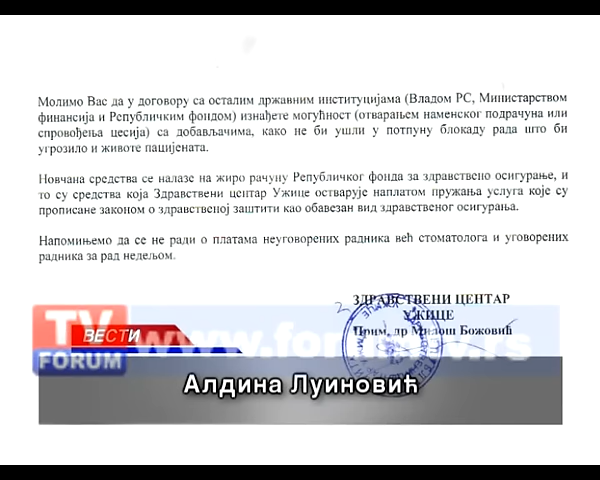 Молимо Вас да у договору са осталим државним институцијама (Владом РС, Министарством
финансија и Републичким фондом) изнађете могућност (отварањем наменског подрачуна или
спровођења цесија) са добављачима, како не би ушли у потпуну блокаду рада што би
угрозило и животе пацијената.
Новчана средства се налазе на жиро рачуну Републичког фонда за здравствено осигурање, и
то су средства која Здравствени центар Ужице остварује наплатом пружања услуга које су
прописане законом о здравственој заштити као обавезан вид здравственог осигурања.
Напомињемо да се не ради о платама неуговорених радника већ стоматолога и уговорених
радника за рад недељом.
ЗДРАВСТВЕНИ ЦЕНТАР
УЖИЦЕ
Прим. др Милош Божовић
TV
FORUM
ВЕСТИ
Алдина Луиновић